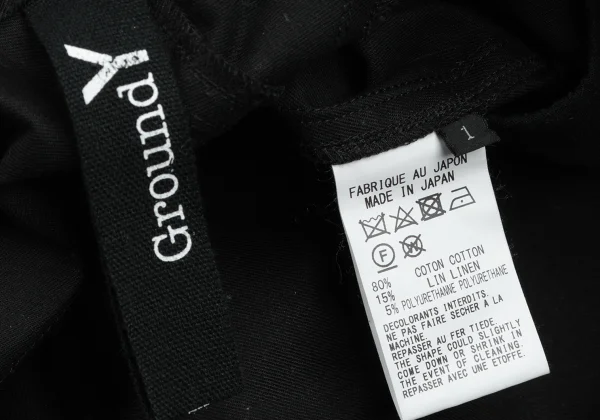 Ground Y
1
FABRIQUE AU JAPON
MADE IN JAPAN
F
80% COTON COTTON
15% LIN LINEN
5% POLYURETHANNE POLYURETHANE
DECOLORANTS INTERDITS.
NE PAS FAIRE SECHER A LA
MACHINE.
REPASSER AU FER TIEDE.
THE SHAPE COULD SLIGHTLY
COME DOWN OR SHRINK IN
THE EVENT OF CLEANING.
REPASSER AVEC UNE ETOFFE.